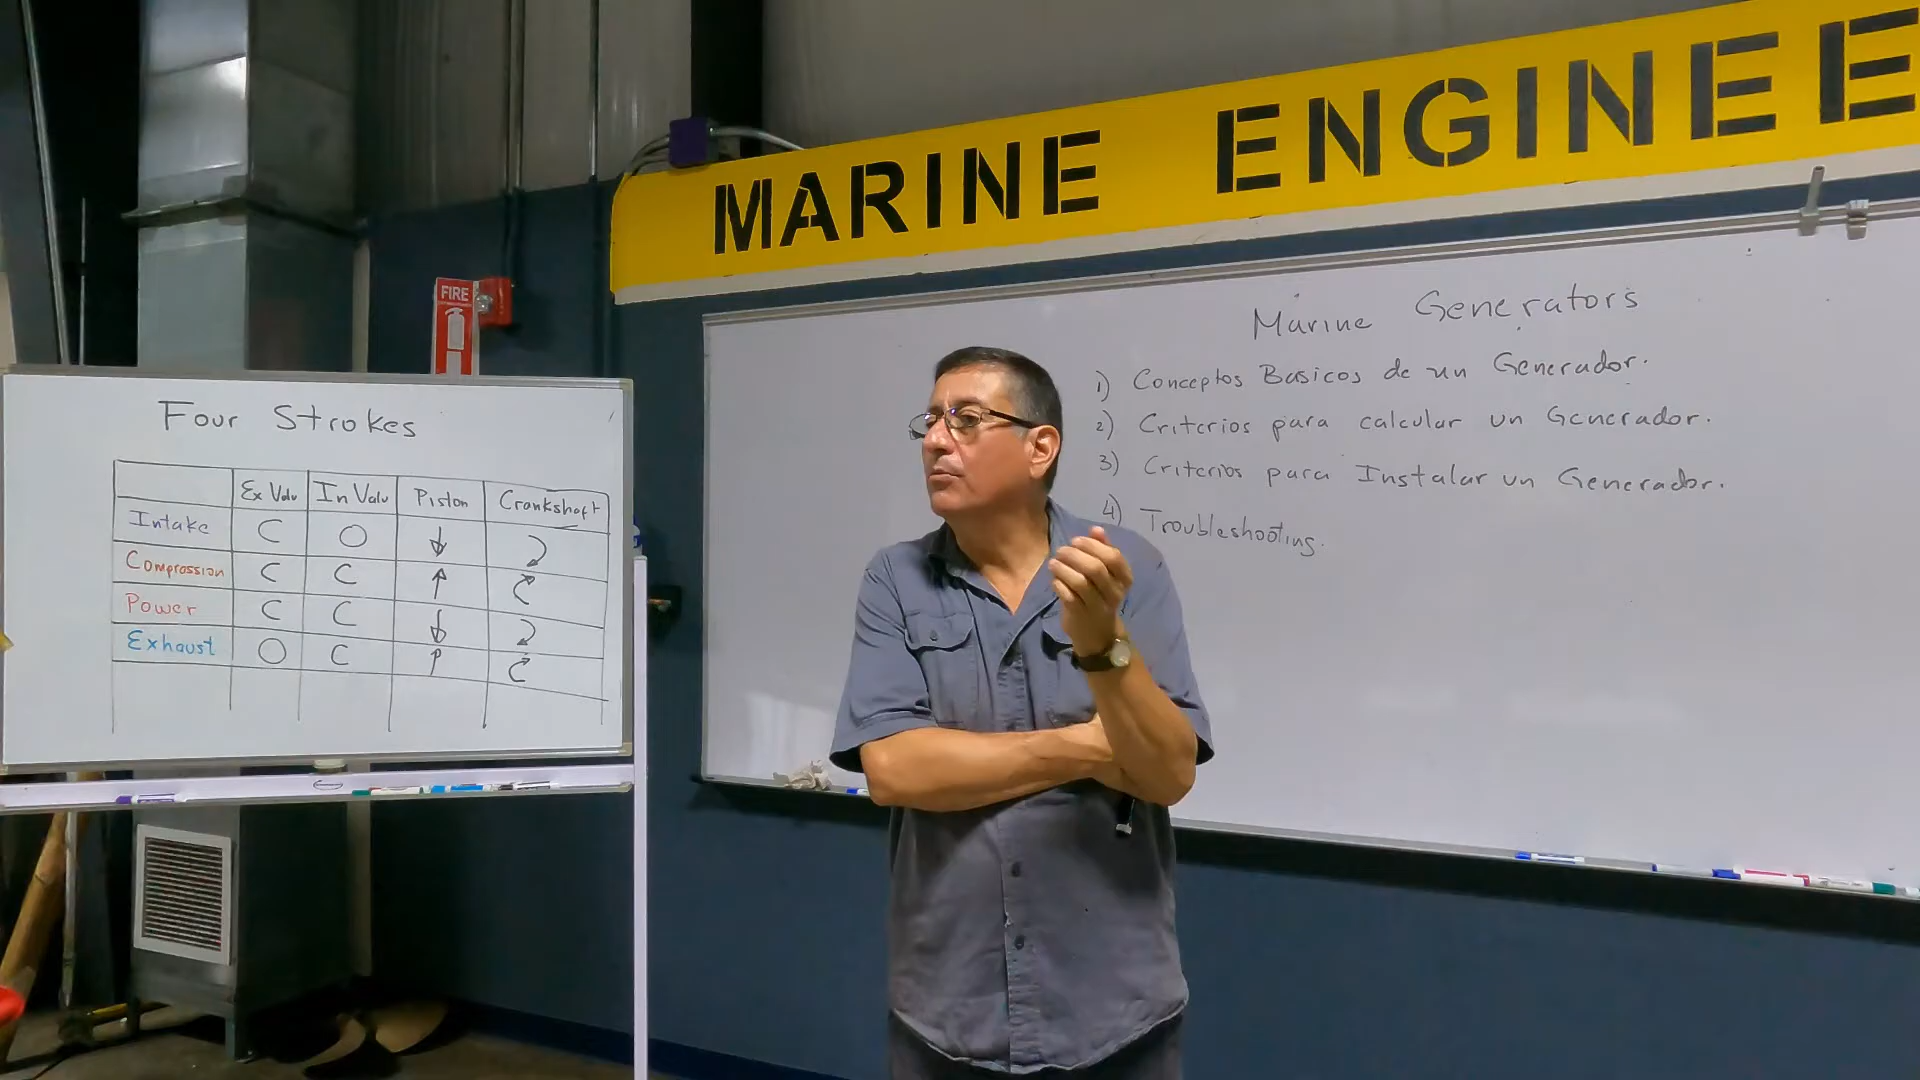 MARINE ENGINEE
FIRE
Marine Generators
1) Conceptos Basicos de un Generador.
2) Criterios para calcular un Generador.
3) Criterios para Instalar un Generador.
4) Troubleshooting.
Four Strokes
Ex Valv In Valv Piston Crankshaft
Intake C O ↓
Compression C C ↑
Power C C ↓
Exhaust O C ↑